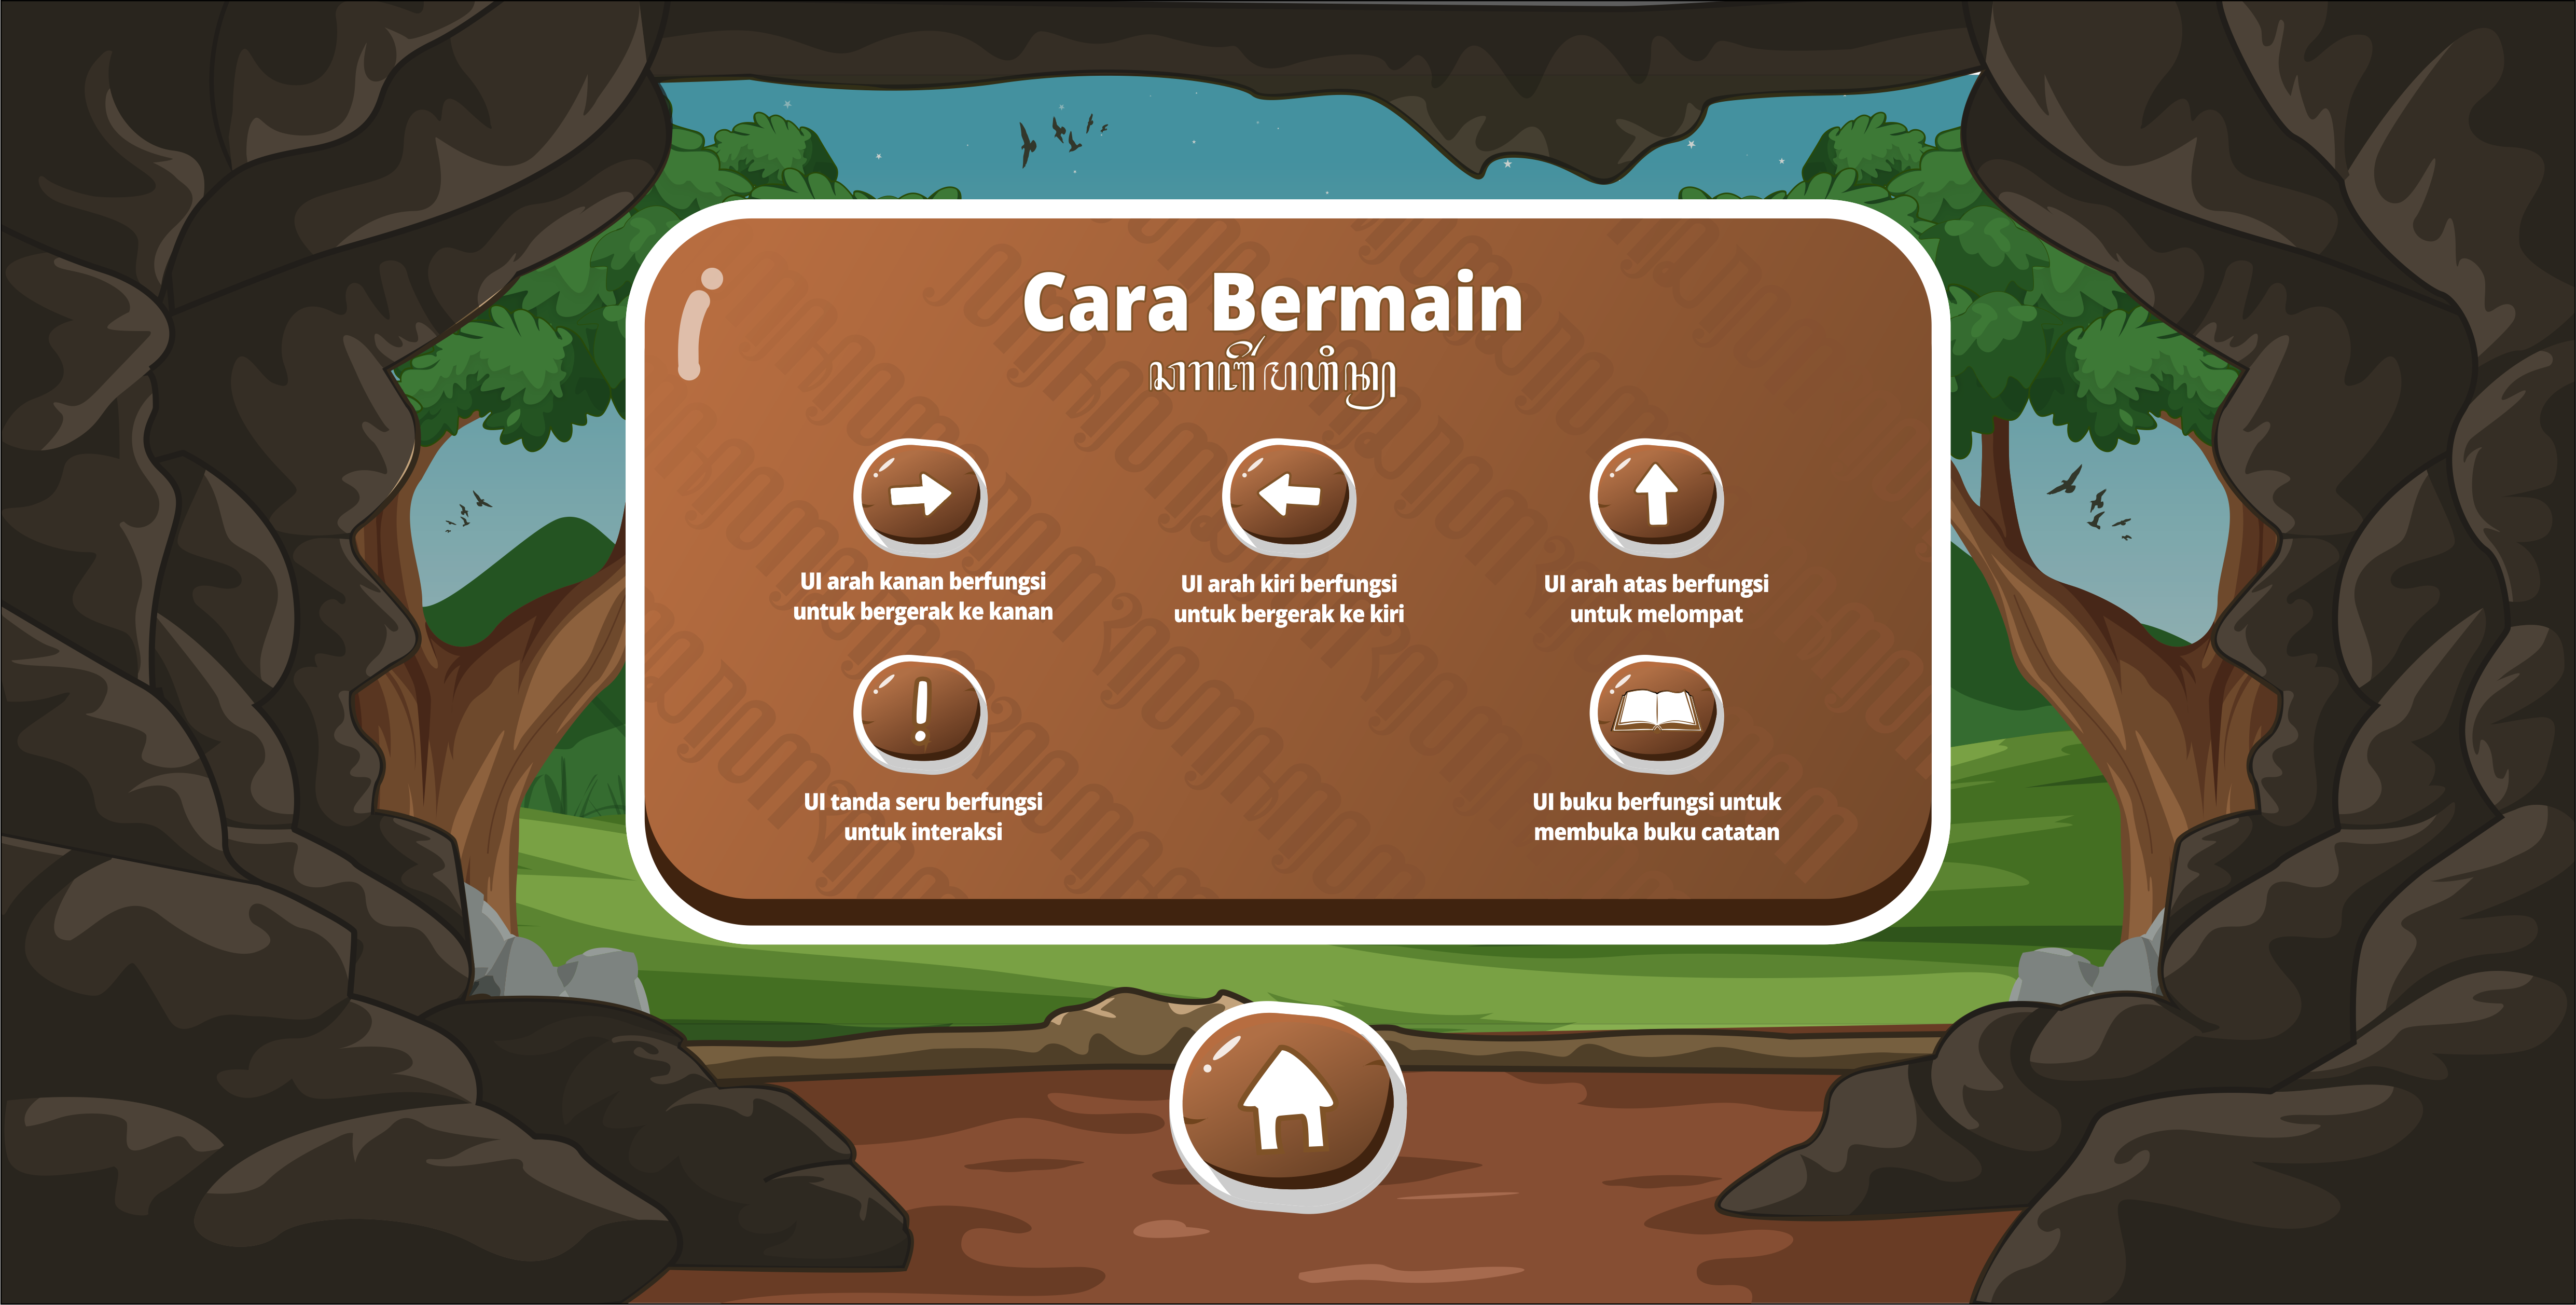 Cara Bermain
UI arah kanan berfungsi
untuk bergerak ke kanan
UI arah kiri berfungsi
untuk bergerak ke kiri
UI arah atas berfungsi
untuk melompat
UI tanda seru berfungsi
untuk interaksi
UI buku berfungsi untuk
membuka buku catatan